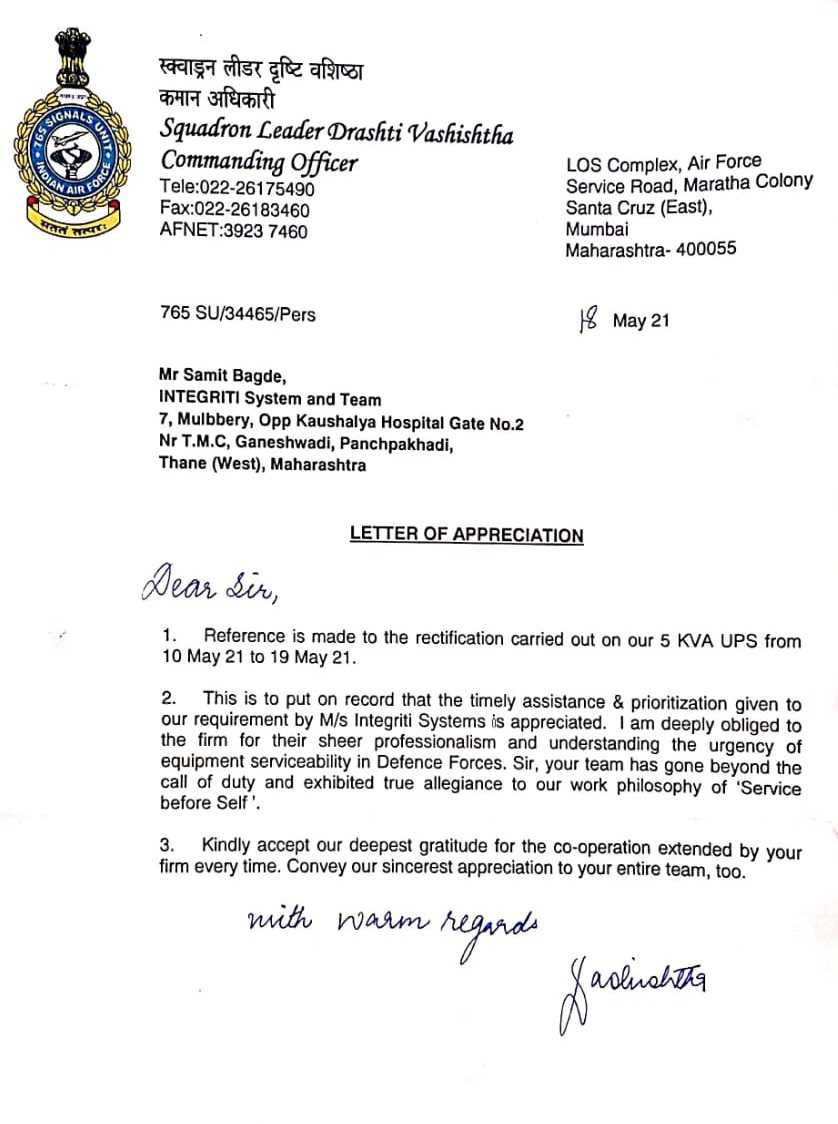 स्क्वाड्रन लीडर दृष्टि वशिष्ठा
कमान अधिकारी
Squadron Leader Drashti Vashishtha
Commanding Officer
Tele:022-26175490
Fax:022-26183460
AFNET:3923 7460
765 SIGNALS UNIT
INDIAN AIR FORCE
सततं तत्परः
LOS Complex, Air Force
Service Road, Maratha Colony
Santa Cruz (East),
Mumbai
Maharashtra- 400055
765 SU/34465/Pers
18 May 21
Mr Samit Bagde,
INTEGRITI System and Team
7, Mulbbery, Opp Kaushalya Hospital Gate No.2
Nr T.M.C, Ganeshwadi, Panchpakhadi,
Thane (West), Maharashtra
LETTER OF APPRECIATION
Dear Sir,
1. Reference is made to the rectification carried out on our 5 KVA UPS from
10 May 21 to 19 May 21.
2. This is to put on record that the timely assistance & prioritization given to
our requirement by M/s Integriti Systems is appreciated. I am deeply obliged to
the firm for their sheer professionalism and understanding the urgency of
equipment serviceability in Defence Forces. Sir, your team has gone beyond the
call of duty and exhibited true allegiance to our work philosophy of 'Service
before Self '.
3. Kindly accept our deepest gratitude for the co-operation extended by your
firm every time. Convey our sincerest appreciation to your entire team, too.
with warm regards
Vashishtha